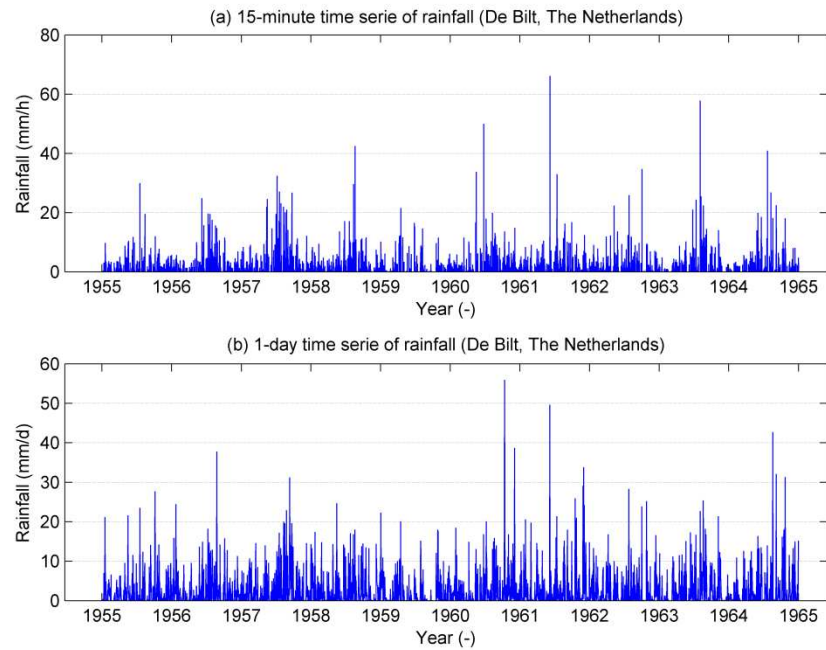 (a) 15-minute time serie of rainfall (De Bilt, The Netherlands)
80
60
40
20
0
Rainfall (mm/h)
1955 1956 1957 1958 1959 1960 1961 1962 1963 1964 1965
Year (-)
(b) 1-day time serie of rainfall (De Bilt, The Netherlands)
60
50
40
30
20
10
0
Rainfall (mm/d)
1955 1956 1957 1958 1959 1960 1961 1962 1963 1964 1965
Year (-)